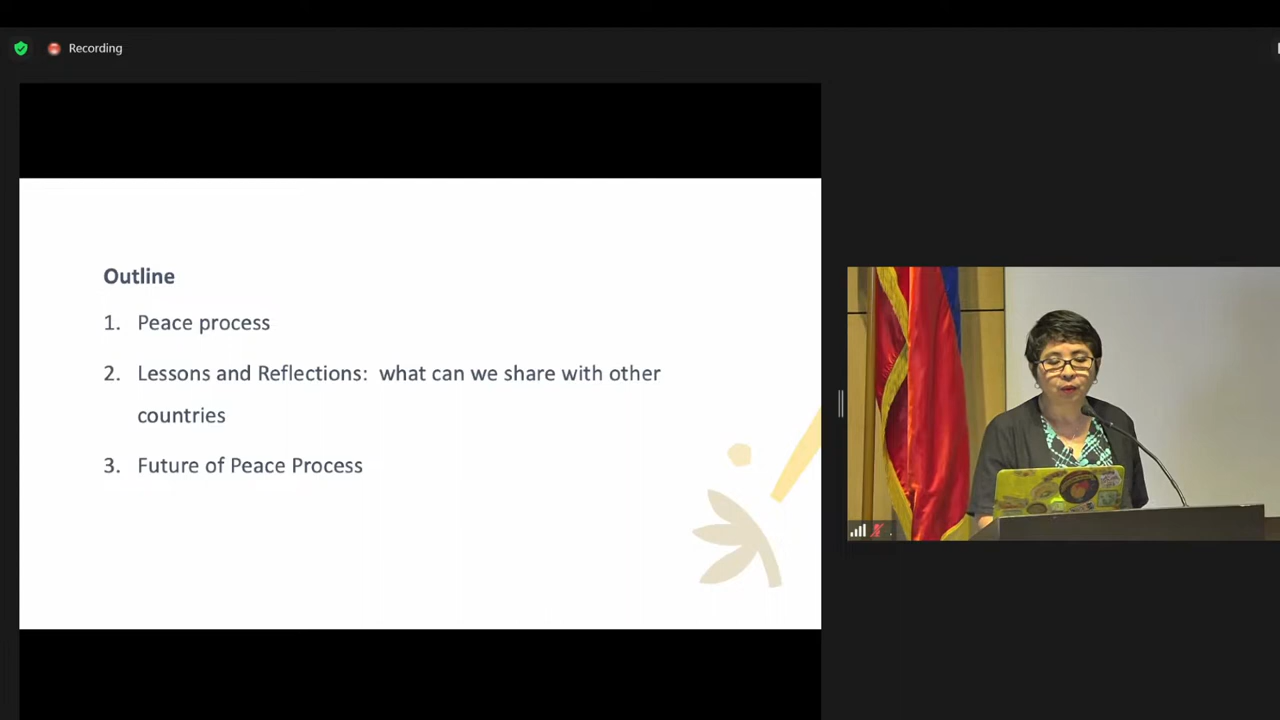 Recording
Outline
1. Peace process
2. Lessons and Reflections: what can we share with other
countries
3. Future of Peace Process